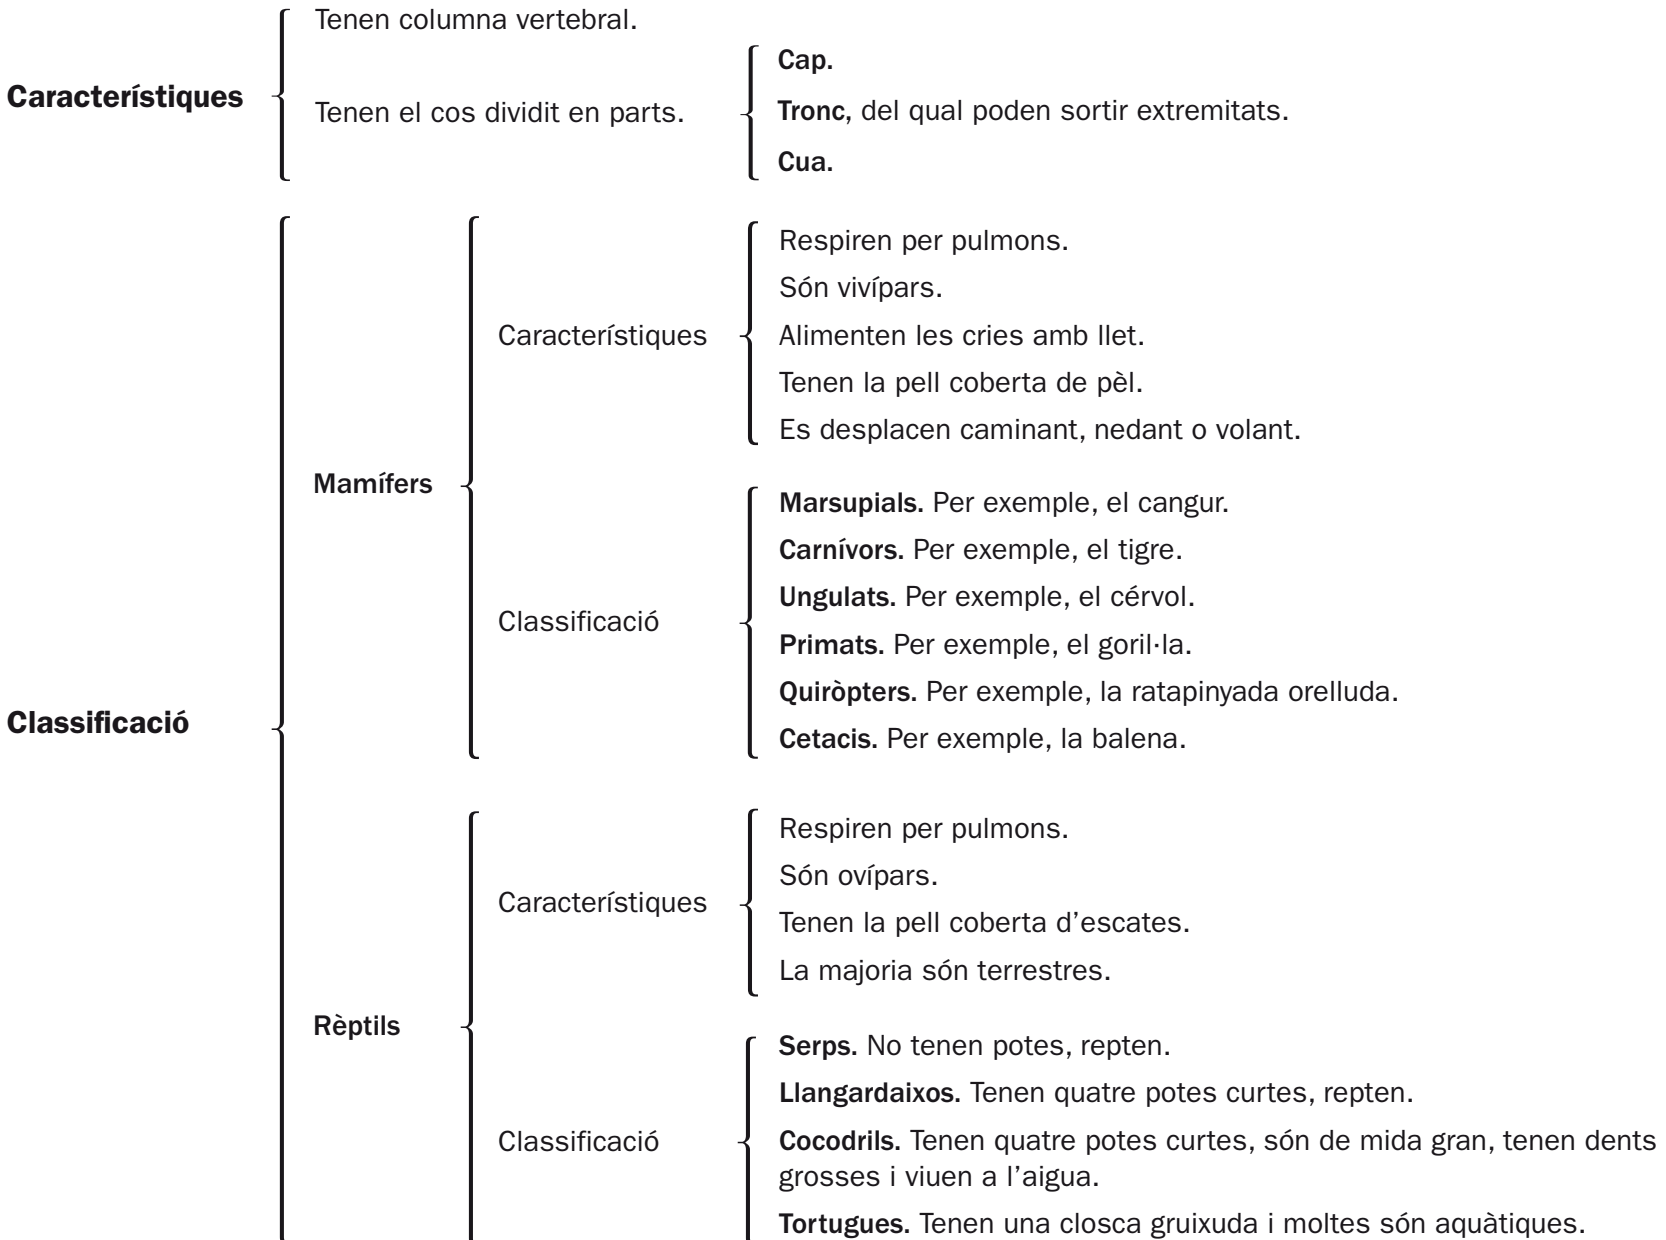 Característiques
Tenen columna vertebral.
Tenen el cos dividit en parts.
Cap.
Tronc, del qual poden sortir extremitats.
Cua.
Classificació
Mamífers
Característiques
Respiren per pulmons.
Són vivípars.
Alimenten les cries amb llet.
Tenen la pell coberta de pèl.
Es desplacen caminant, nedant o volant.
Classificació
Marsupials. Per exemple, el cangur.
Carnívors. Per exemple, el tigre.
Ungulats. Per exemple, el cérvol.
Primats. Per exemple, el goril·la.
Quiròpters. Per exemple, la ratapinyada orelluda.
Cetacis. Per exemple, la balena.
Rèptils
Característiques
Respiren per pulmons.
Són ovípars.
Tenen la pell coberta d'escates.
La majoria són terrestres.
Classificació
Serps. No tenen potes, repten.
Llangardaixos. Tenen quatre potes curtes, repten.
Cocodrils. Tenen quatre potes curtes, són de mida gran, tenen dents
grosses i viuen a l'aigua.
Tortugues. Tenen una closca gruixuda i moltes són aquàtiques.